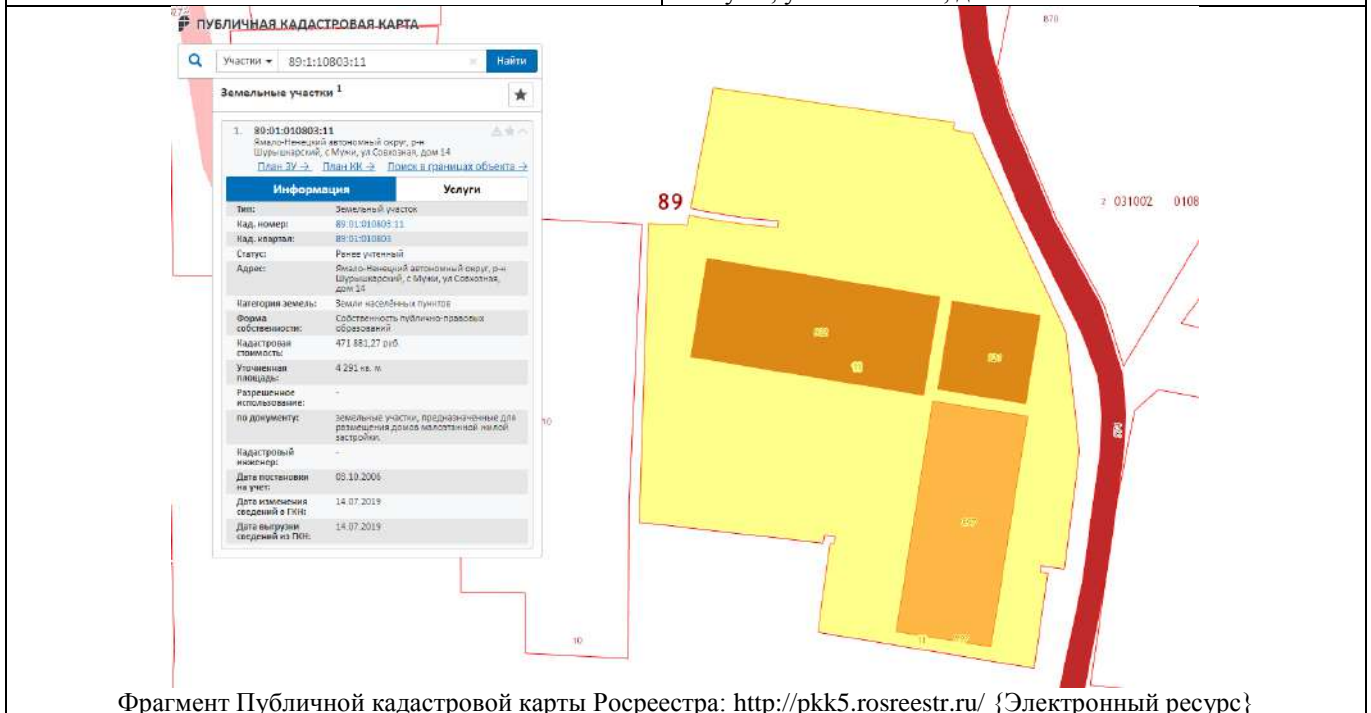 ПУБЛИЧНАЯ КАДАСТРОВАЯ КАРТА
Участки 89:1:10803:11 Найти
Земельные участки 1
1. 89:01:010803:11
Ямало-Ненецкий автономный округ, р-н
Шурышкарский, с Мужи, ул Совхозная, дом 14
План ЗУ → План КК → Поиск в границах объекта →
Информация Услуги
Тип: Земельный участок
Кад. номер: 89:01:010803:11
Кад. квартал: 89:01:010803
Статус: Ранее учтенный
Адрес: Ямало-Ненецкий автономный округ, р-н
Шурышкарский, с Мужи, ул Совхозная,
дом 14
Категория земель: Земли населённых пунктов
Форма собственности: Собственность публично-правовых
образований
Кадастровая стоимость: 471 881,27 руб.
Уточненная площадь: 4 291 кв. м
Разрешенное использование: -
по документу: земельные участки, предназначенные для
размещения домов малоэтажной жилой
застройки.
Кадастровый инженер: -
Дата постановки на учет:
Дата изменения сведений в ГКН: 14.07.2019
Дата выгрузки сведений из ГКН: 14.07.2019
89
870
2 031002 0108
10
10
11
Фрагмент Публичной кадастровой карты Росреестра: http://pkk5.rosreestr.ru/ {Электронный ресурс}